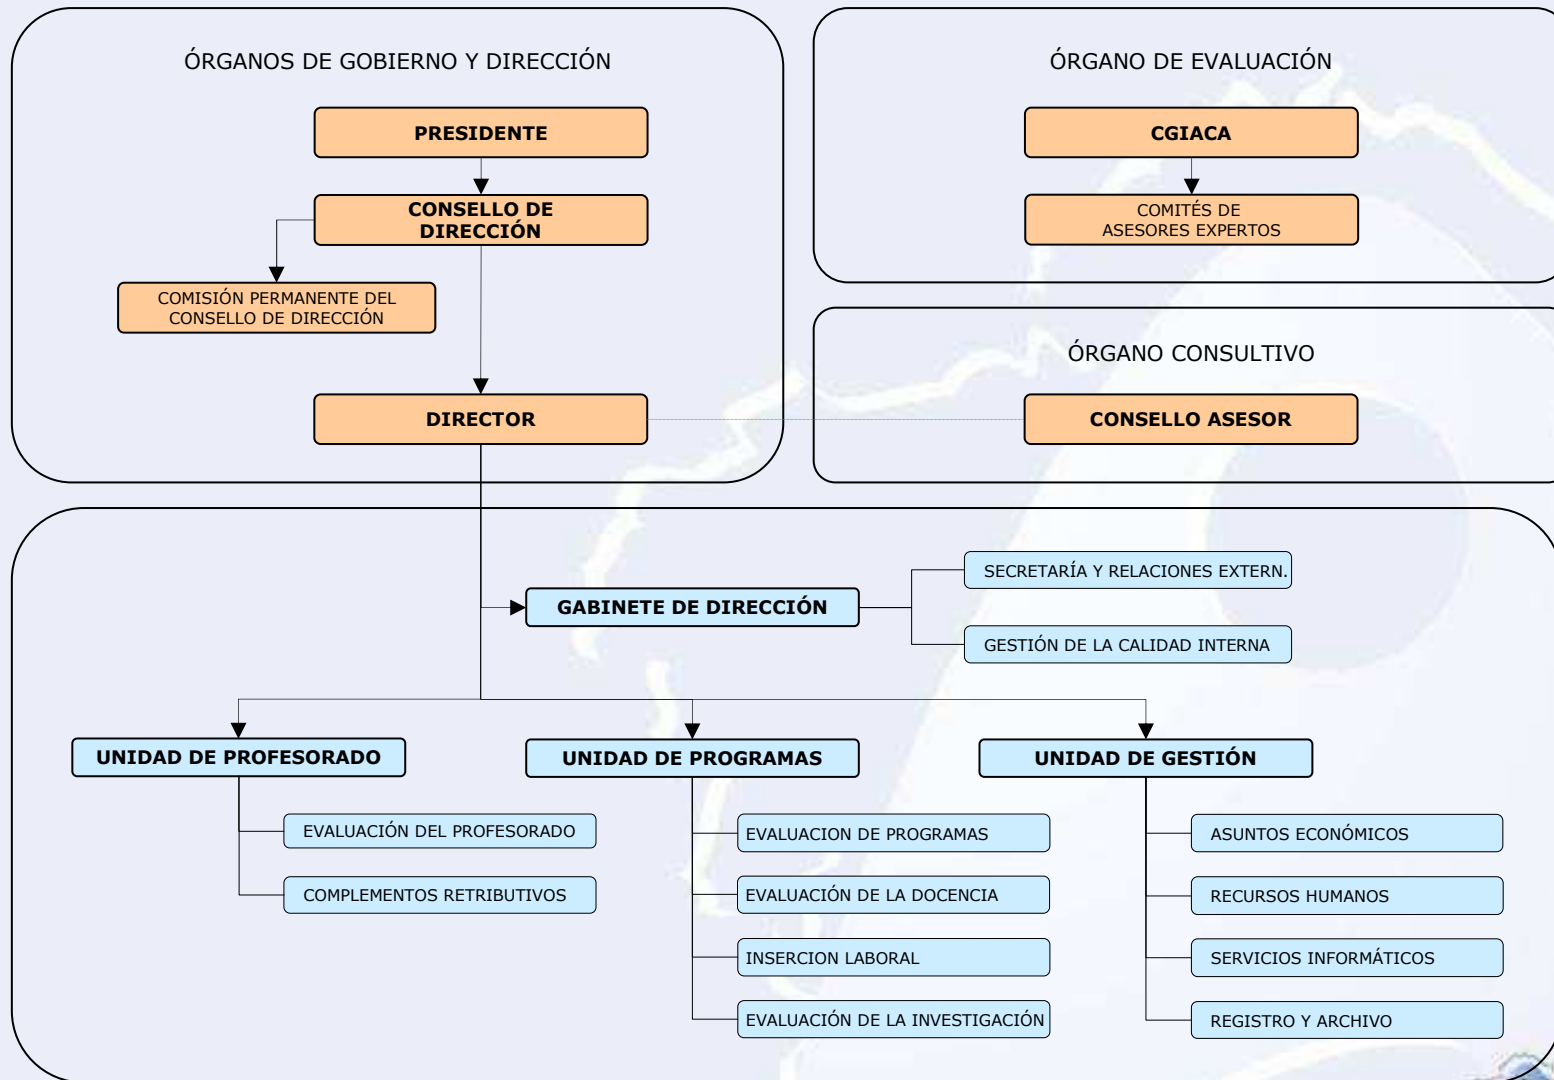 ÓRGANOS DE GOBIERNO Y DIRECCIÓN
PRESIDENTE
CONSELLO DE
DIRECCIÓN
COMISIÓN PERMANENTE DEL
CONSELLO DE DIRECCIÓN
DIRECTOR
ÓRGANO DE EVALUACIÓN
CGIACA
COMITÉS DE
ASESORES EXPERTOS
ÓRGANO CONSULTIVO
CONSELLO ASESOR
GABINETE DE DIRECCIÓN
SECRETARÍA Y RELACIONES EXTERN.
GESTIÓN DE LA CALIDAD INTERNA
UNIDAD DE PROFESORADO
EVALUACIÓN DEL PROFESORADO
COMPLEMENTOS RETRIBUTIVOS
UNIDAD DE PROGRAMAS
EVALUACION DE PROGRAMAS
EVALUACIÓN DE LA DOCENCIA
INSERCION LABORAL
EVALUACIÓN DE LA INVESTIGACIÓN
UNIDAD DE GESTIÓN
ASUNTOS ECONÓMICOS
RECURSOS HUMANOS
SERVICIOS INFORMÁTICOS
REGISTRO Y ARCHIVO